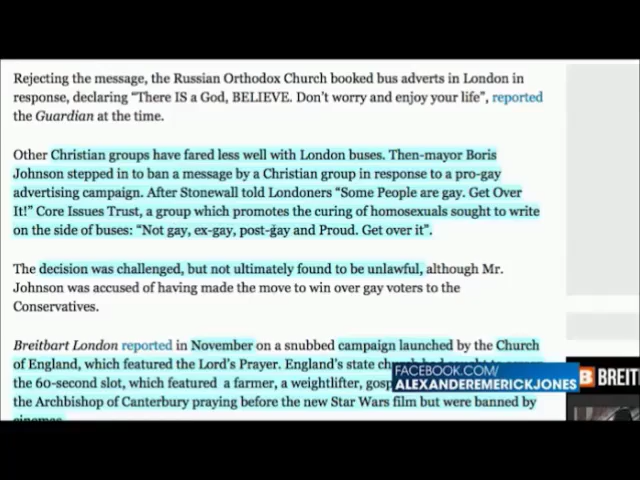 Rejecting the message, the Russian Orthodox Church booked bus adverts in London in
response, declaring “There IS a God, BELIEVE. Don’t worry and enjoy your life”, reported
the Guardian at the time.
Other Christian groups have fared less well with London buses. Then-mayor Boris
Johnson stepped in to ban a message by a Christian group in response to a pro-gay
advertising campaign. After Stonewall told Londoners “Some People are gay. Get Over
It!” Core Issues Trust, a group which promotes the curing of homosexuals sought to write
on the side of buses: “Not gay, ex-gay, post-gay and Proud. Get over it”.
The decision was challenged, but not ultimately found to be unlawful, although Mr.
Johnson was accused of having made the move to win over gay voters to the
Conservatives.
Breitbart London reported in November on a snubbed campaign launched by the Church
of England, which featured the Lord’s Prayer. England’s state
the 60-second slot, which featured a farmer, a weightlifter,
the Archbishop of Canterbury praying before the new Star Wars film but were banned by
cinemas.
FACEBOOK.COM/
ALEXANDEREMERICKJONES
B BREIT